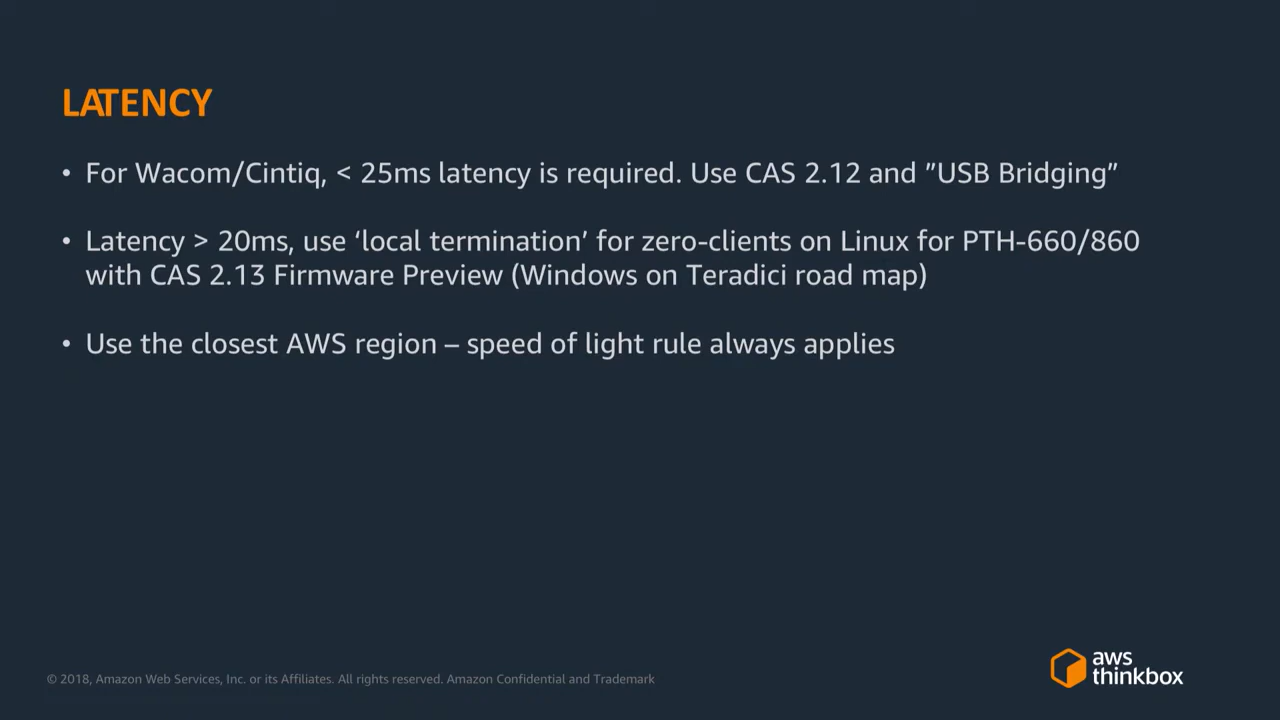 LATENCY
• For Wacom/Cintiq, < 25ms latency is required. Use CAS 2.12 and ”USB Bridging”
• Latency > 20ms, use ‘local termination’ for zero-clients on Linux for PTH-660/860
with CAS 2.13 Firmware Preview (Windows on Teradici road map)
• Use the closest AWS region – speed of light rule always applies
© 2018, Amazon Web Services, Inc. or its Affiliates. All rights reserved. Amazon Confidential and Trademark
aws
thinkbox